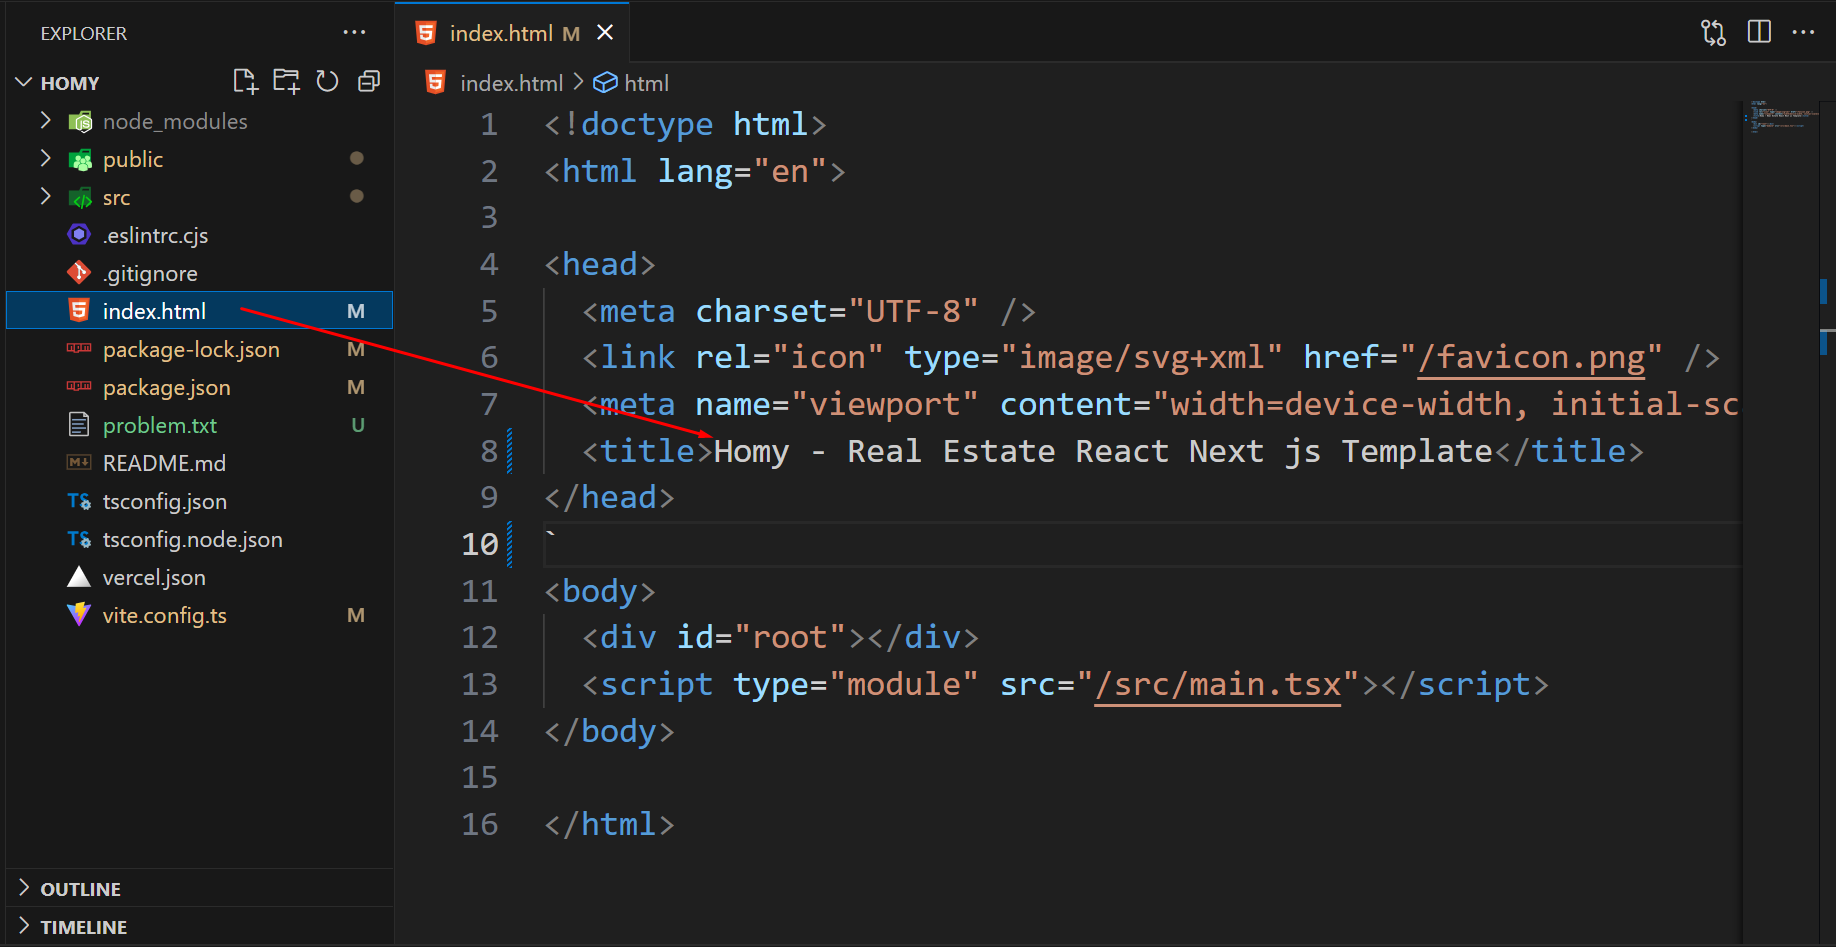 EXPLORER
HOMY
node_modules
public
src
.eslintrc.cjs
.gitignore
index.html M
package-lock.json M
package.json M
problem.txt U
README.md
tsconfig.json
tsconfig.node.json
vercel.json
vite.config.ts M
OUTLINE
TIMELINE
index.html M
index.html > html
1 <!doctype html>
2 <html lang="en">
3
4 <head>
5 <meta charset="UTF-8" />
6 <link rel="icon" type="image/svg+xml" href="/favicon.png" />
7 <meta name="viewport" content="width=device-width, initial-sc
8 <title>Homy - Real Estate React Next js Template</title>
9 </head>
10 `
11 <body>
12 <div id="root"></div>
13 <script type="module" src="/src/main.tsx"></script>
14 </body>
15
16 </html>